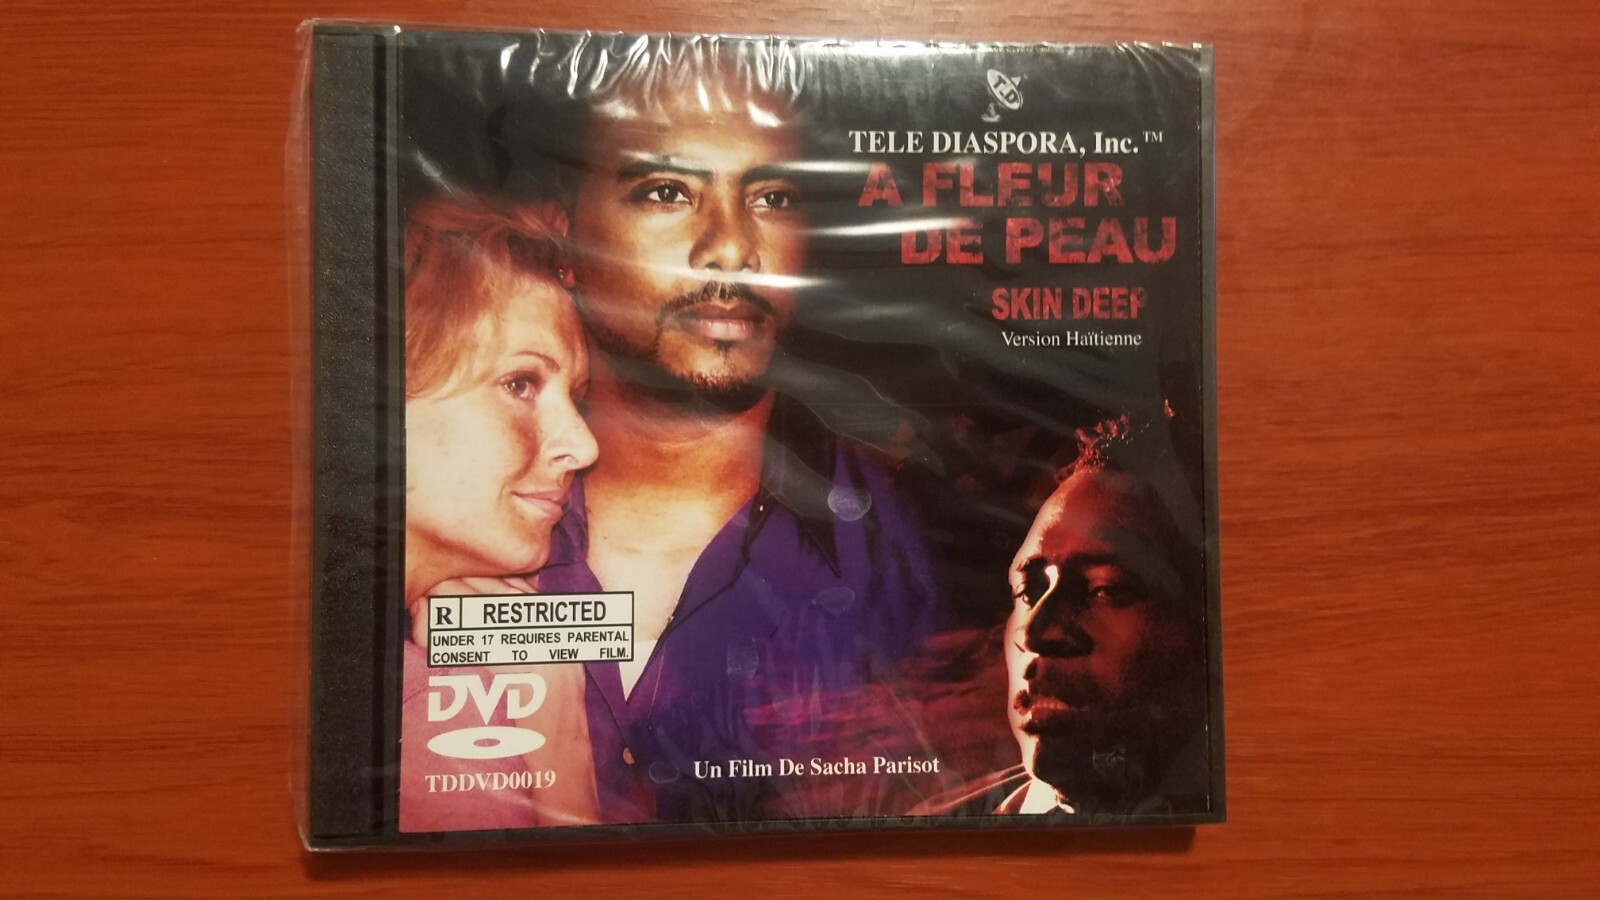 TD
TELE DIASPORA, Inc.™
A FLEUR
DE PEAU
SKIN DEEP
Version Haïtienne
R RESTRICTED
UNDER 17 REQUIRES PARENTAL
CONSENT TO VIEW FILM.
DVD
TDDVD0019
Un Film De Sacha Parisot